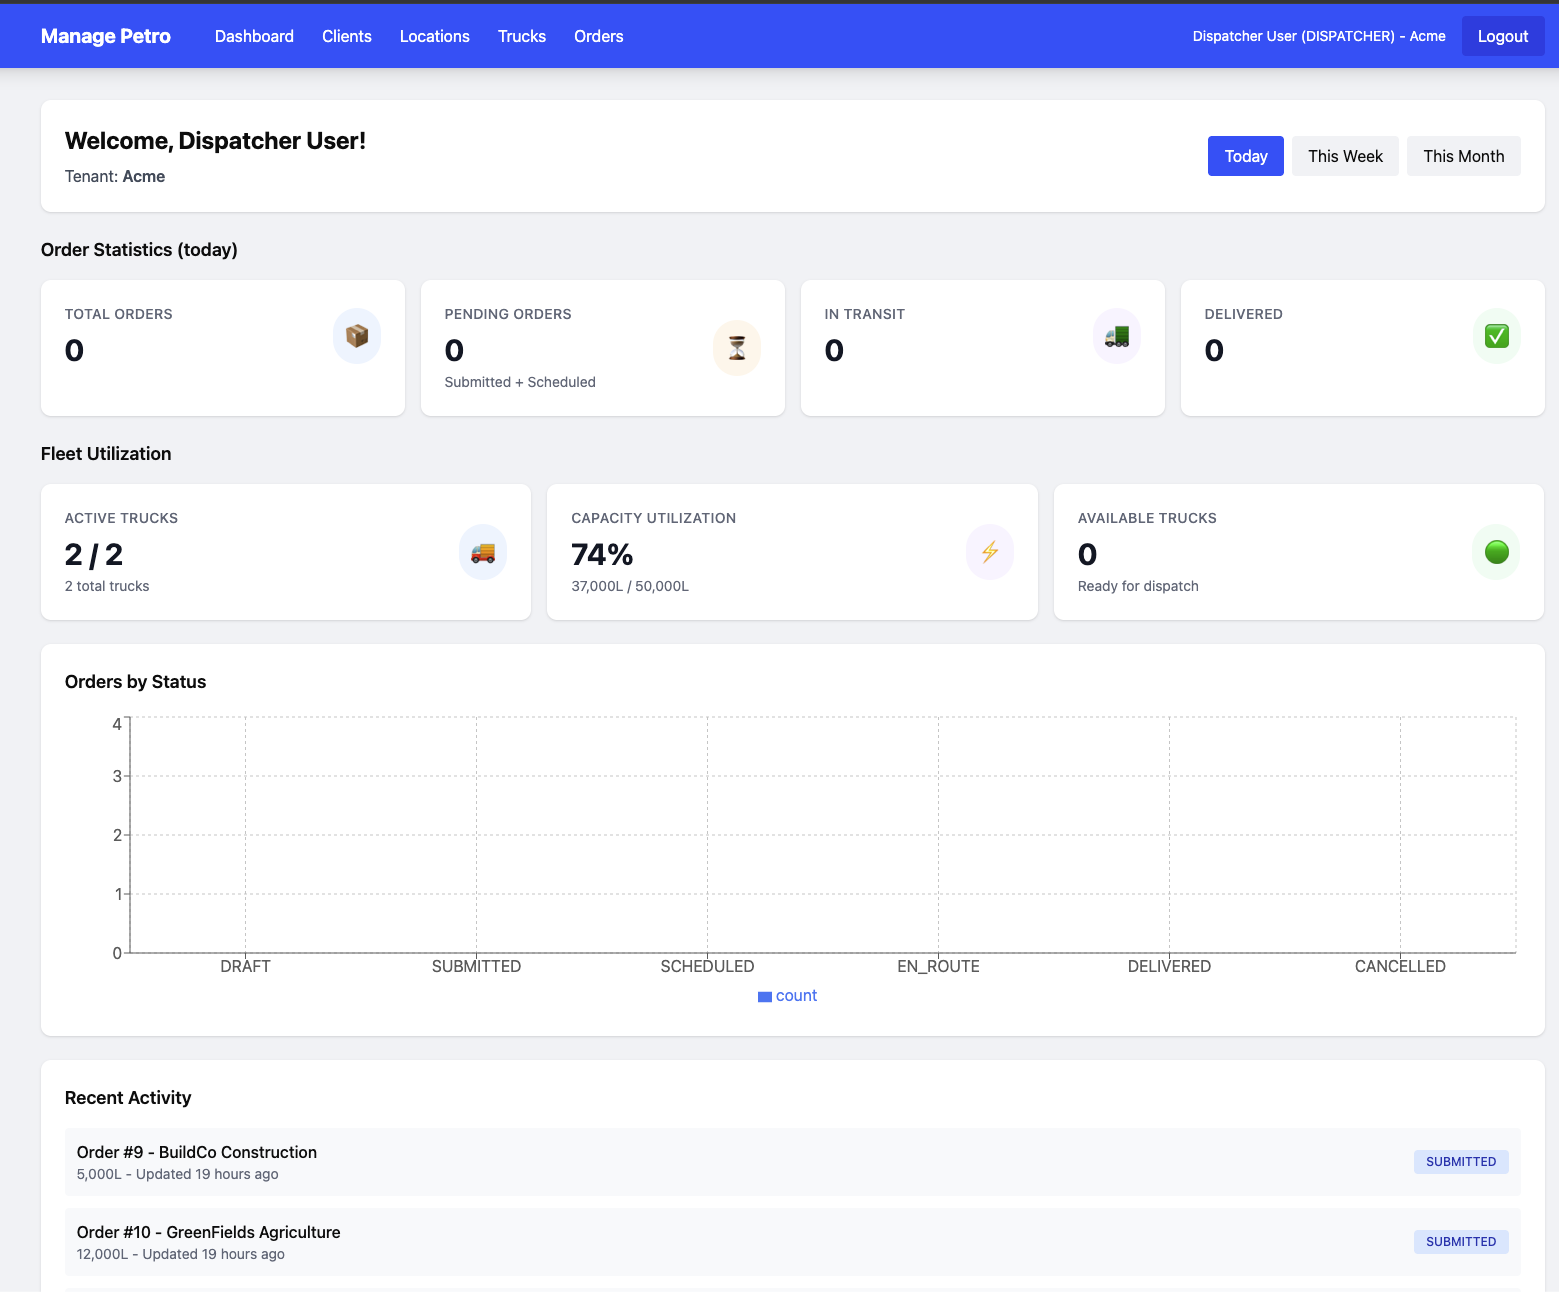 Manage Petro Dashboard Clients Locations Trucks Orders Dispatcher User (DISPATCHER) - Acme Logout
Welcome, Dispatcher User!
Tenant: Acme
Today This Week This Month
Order Statistics (today)
TOTAL ORDERS
0
PENDING ORDERS
0
Submitted + Scheduled
IN TRANSIT
0
DELIVERED
0
Fleet Utilization
ACTIVE TRUCKS
2 / 2
2 total trucks
CAPACITY UTILIZATION
74%
37,000L / 50,000L
AVAILABLE TRUCKS
0
Ready for dispatch
Orders by Status
4
3
2
1
0
DRAFT SUBMITTED SCHEDULED EN_ROUTE DELIVERED CANCELLED
count
Recent Activity
Order #9 - BuildCo Construction
5,000L - Updated 19 hours ago
SUBMITTED
Order #10 - GreenFields Agriculture
12,000L - Updated 19 hours ago
SUBMITTED